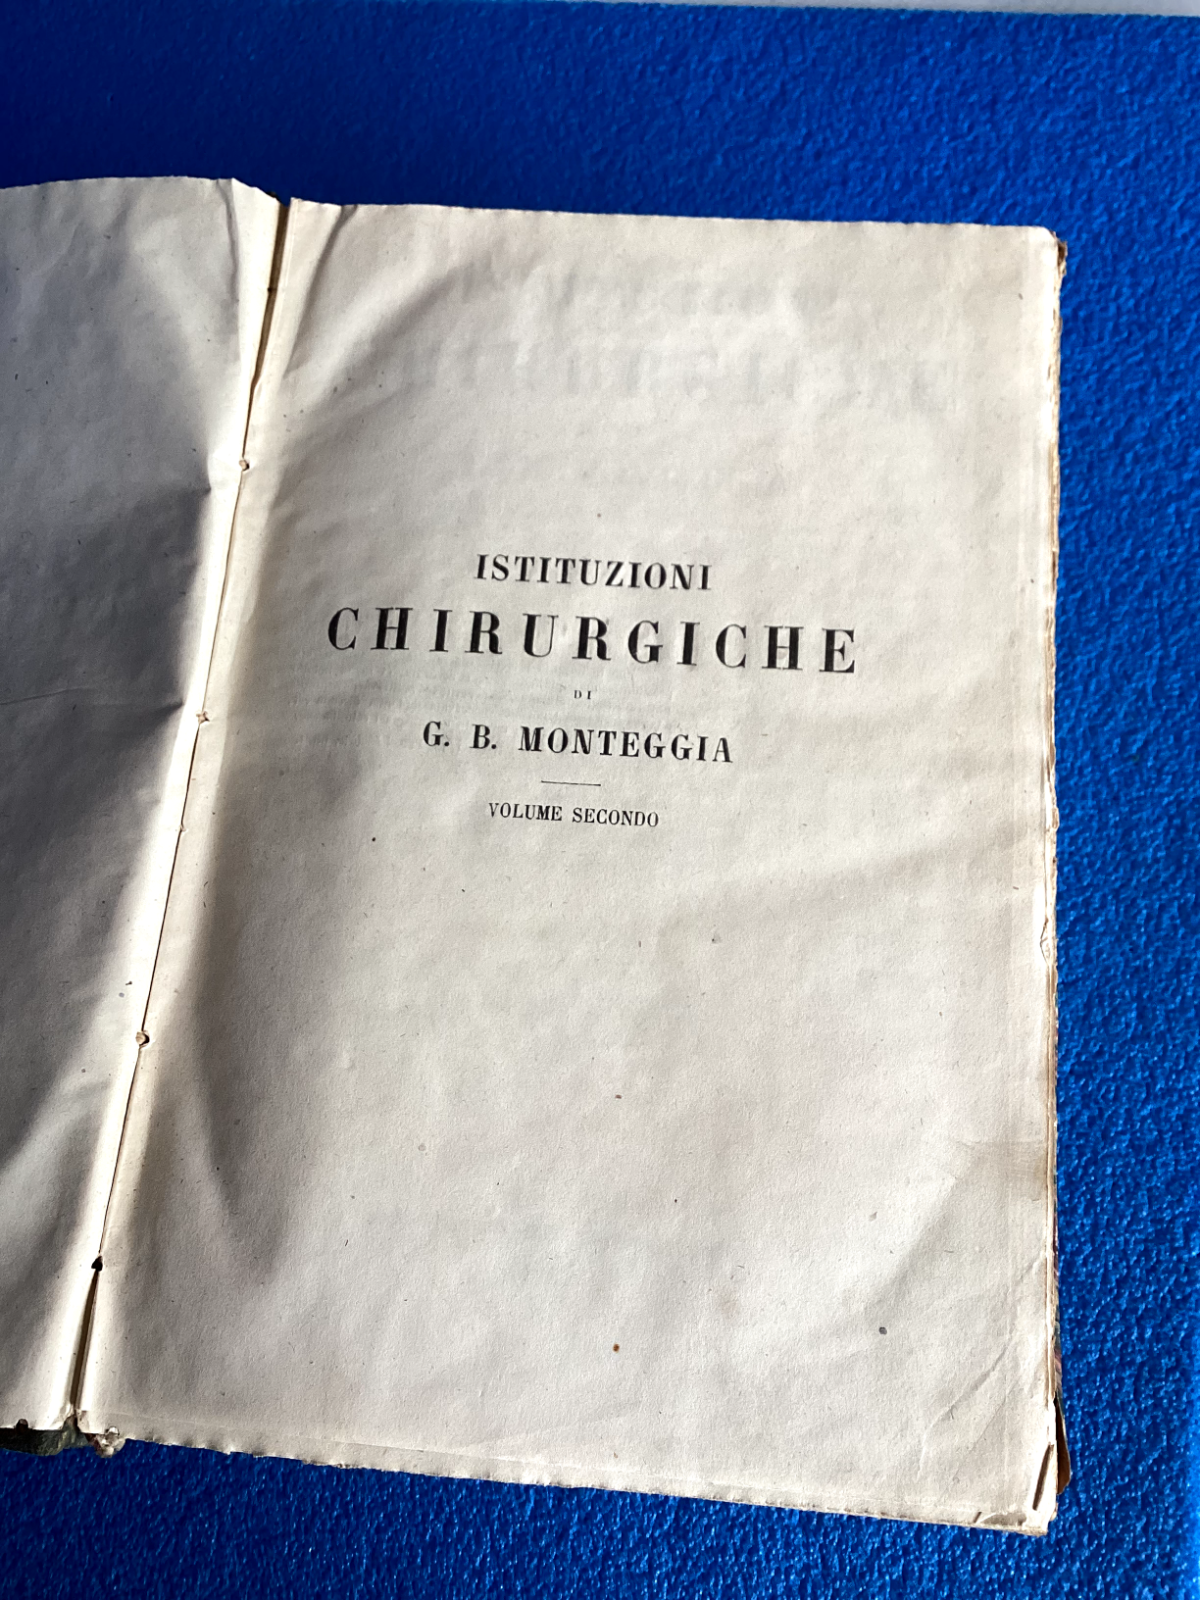 ISTITUZIONI
CHIRURGICHE
DI
G. B. MONTEGGIA
VOLUME SECONDO